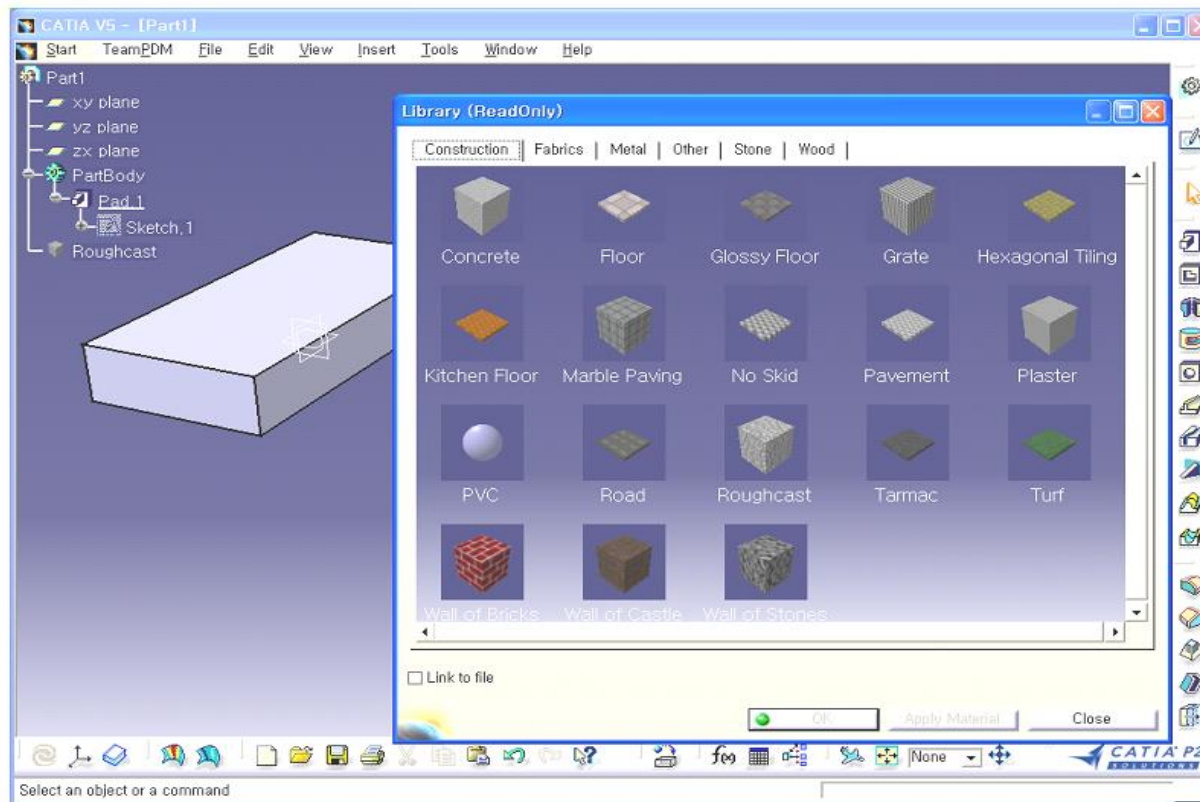 CATIA V5 - [Part1]
Start TeamPDM File Edit View Insert Tools Window Help
Part1
xy plane
yz plane
zx plane
PartBody
Pad.1
Sketch.1
Roughcast
Library (ReadOnly)
Construction Fabrics Metal Other Stone Wood
Concrete Floor Glossy Floor Grate Hexagonal Tiling
Kitchen Floor Marble Paving No Skid Pavement Plaster
PVC Road Roughcast Tarmac Turf
Wall of Bricks Wall of Castle Wall of Stones
Link to file
OK Apply Material Close
f(x) None CATIA P2
SOLUTIONS
Select an object or a command